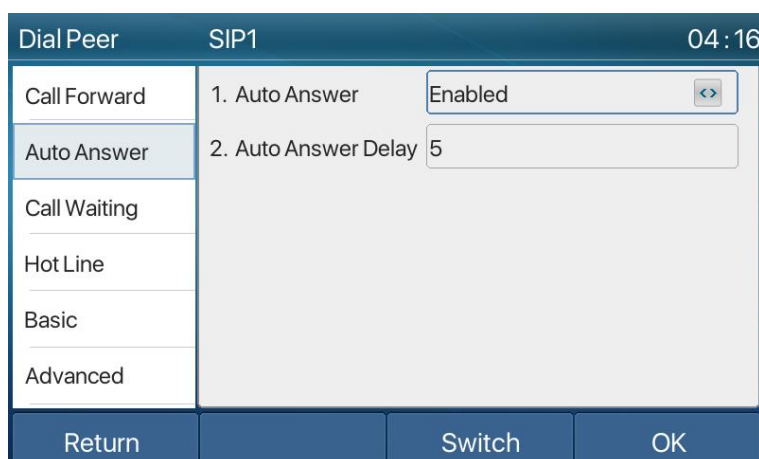 Dial Peer SIP1 04:16
Call Forward
Auto Answer
Call Waiting
Hot Line
Basic
Advanced
1. Auto Answer Enabled
2. Auto Answer Delay 5
Return Switch OK